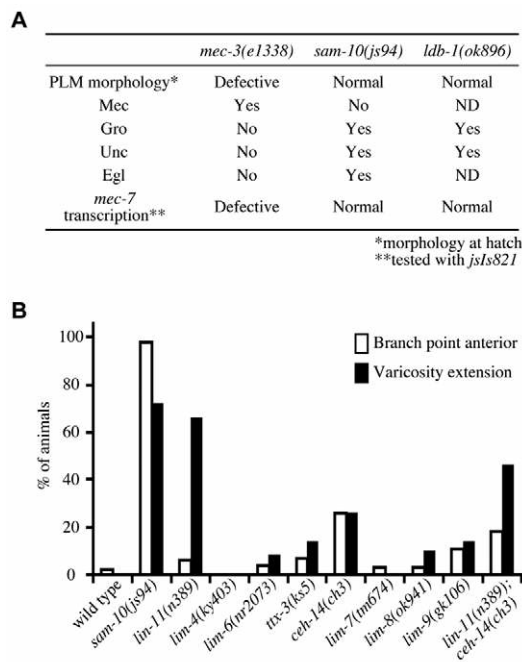 A
mec-3(e1338) sam-10(js94) ldb-1(ok896)
PLM morphology* Defective Normal Normal
Mec Yes No ND
Gro No Yes Yes
Unc No Yes Yes
Egl No Yes ND
mec-7
transcription** Defective Normal Normal
*morphology at hatch
**tested with jsIs821
B
Branch point anterior
Varicosity extension
% of animals
100
80
60
40
20
0
wild type
sam-10(js94)
lin-11(n389)
lim-4(ky403)
lim-6(nr2073)
ttx-3(ks5)
ceh-14(ch3)
lim-7(tm674)
lim-8(ok941)
lim-9(gk106)
lin-11(n389);
ceh-14(ch3)